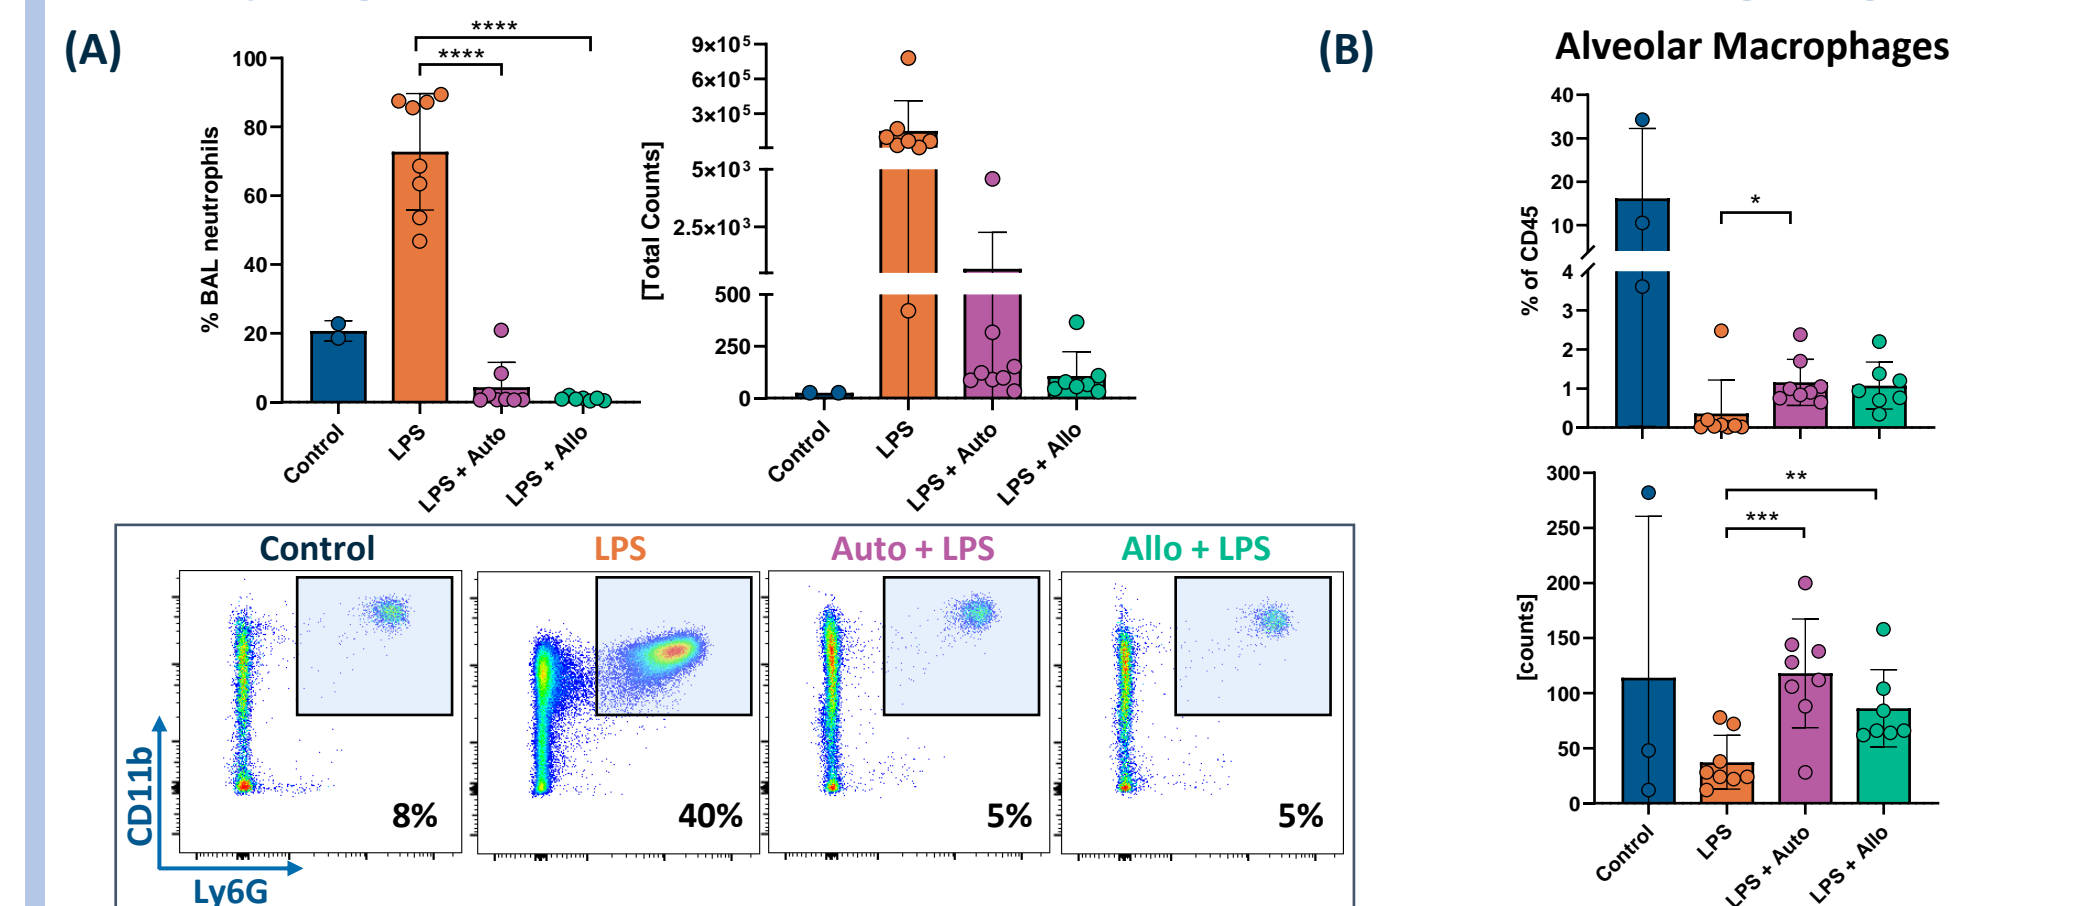 (A)
****
****
% BAL neutrophils
100
80
60
40
20
0
Control
LPS
LPS + Auto
LPS + Allo
[Total Counts]
9×10⁵
6×10⁵
3×10⁵
5×10³
2.5×10³
500
250
0
Control
LPS
LPS + Auto
LPS + Allo
Control
LPS
Auto + LPS
Allo + LPS
8%
40%
5%
5%
CD11b
Ly6G
(B)
Alveolar Macrophages
% of CD45
40
30
20
10
4
3
2
1
0
*
[counts]
300
250
200
150
100
50
0
**
***
Control
LPS
LPS + Auto
LPS + Allo